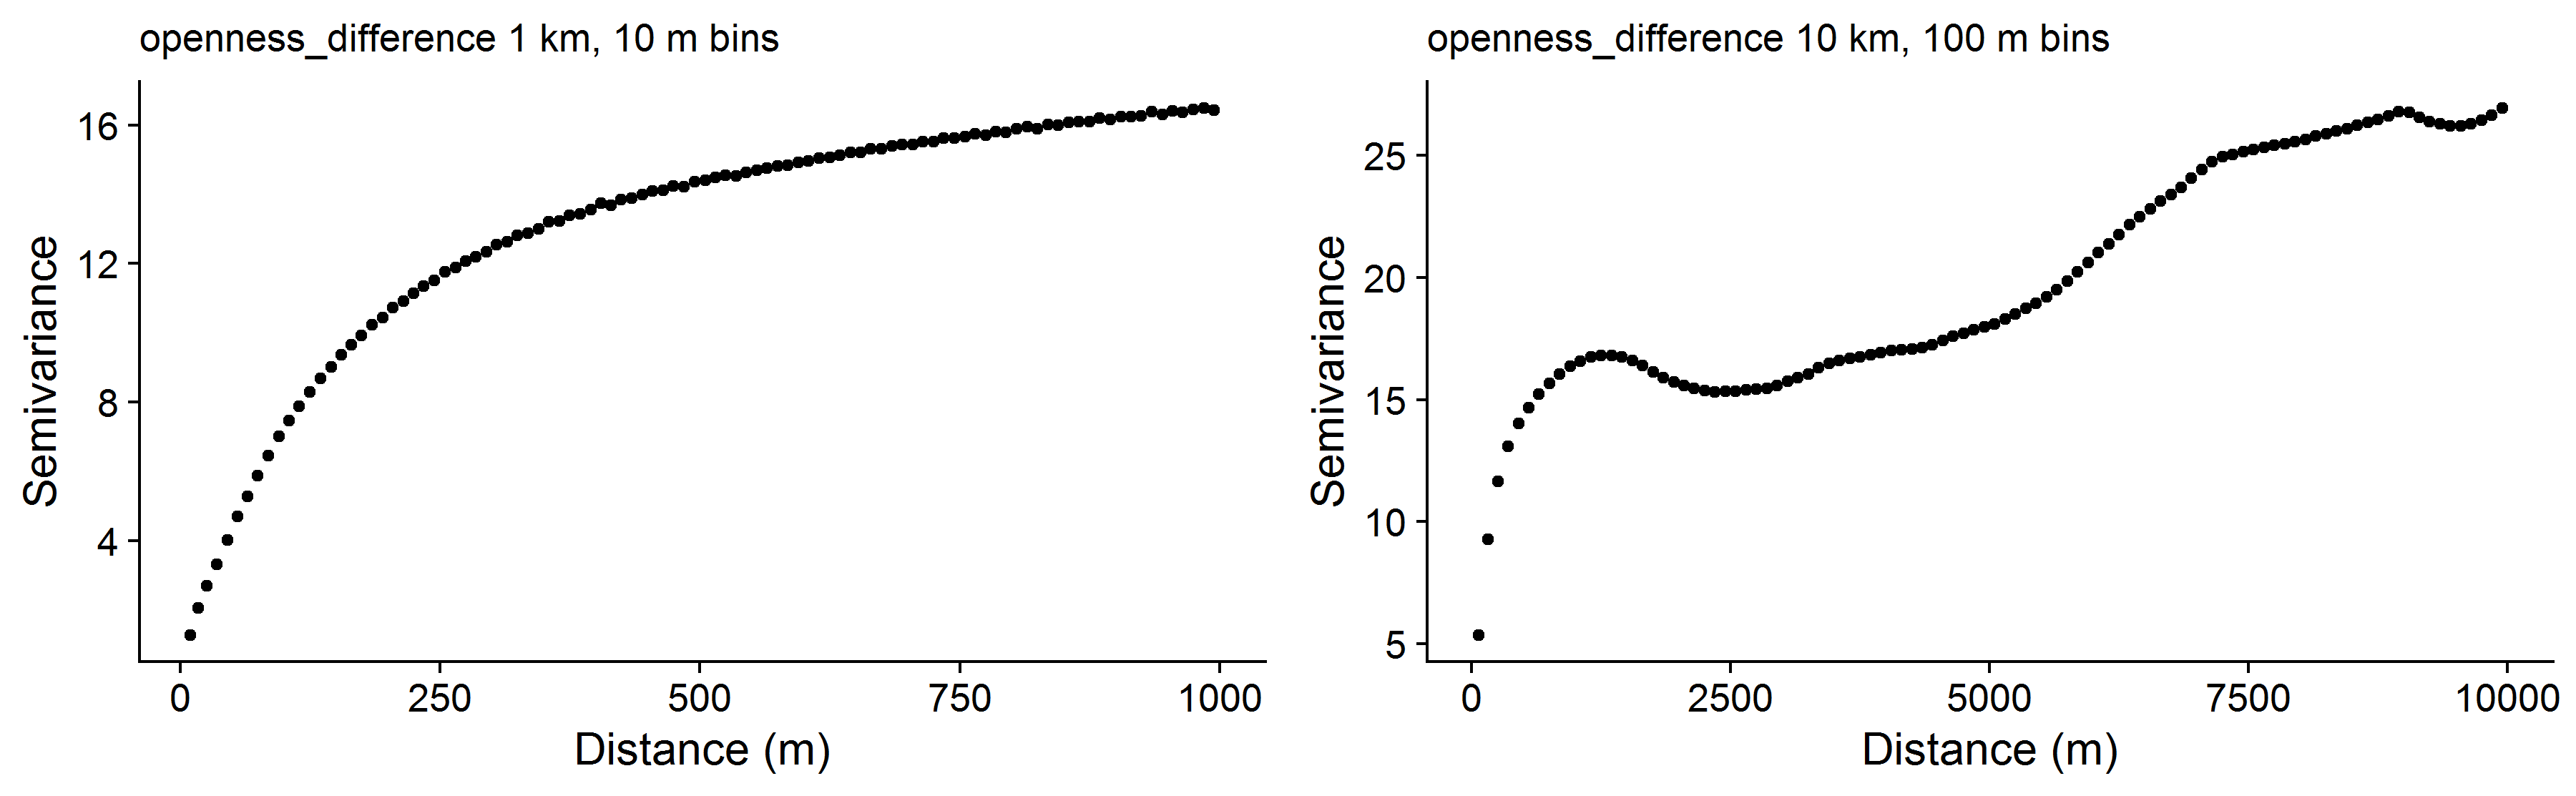 openness_difference 1 km, 10 m bins
Semivariance
16
12
8
4
0 250 500 750 1000
Distance (m)
openness_difference 10 km, 100 m bins
Semivariance
25
20
15
10
5
0 2500 5000 7500 10000
Distance (m)